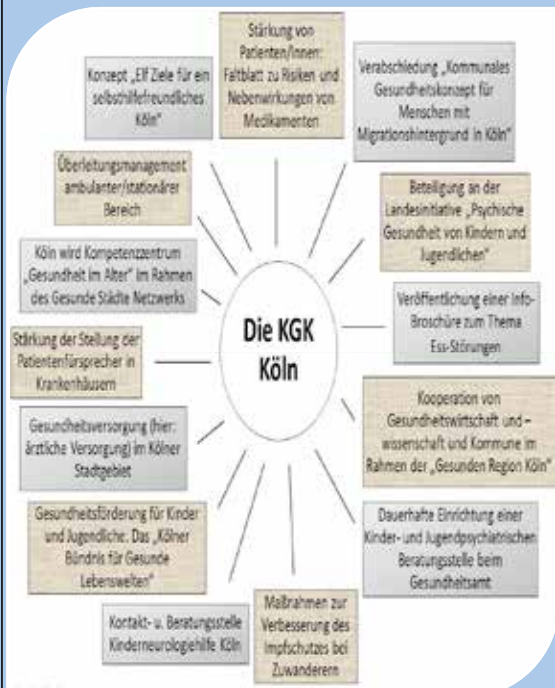 Stärkung von
Patienten/innen:
Faltblatt zu Risiken und
Nebenwirkungen von
Medikamenten
Konzept „Elf Ziele für ein
selbsthilfefreundliches
Köln"
Verabschiedung „Kommunales
Gesundheitskonzept für
Menschen mit
Migrationshintergrund in Köln"
Überleitungsmanagement
ambulanter/stationärer
Bereich
Beteiligung an der
Landesinitiative „Psychische
Gesundheit von Kindern und
Jugendlichen"
Köln wird Kompetenzzentrum
„Gesundheit im Alter" im Rahmen
des Gesunde Städte Netzwerks
Veröffentlichung einer Info-
Broschüre zum Thema
Ess-Störungen
Die KGK
Köln
Stärkung der Stellung der
Patientenfürsprecher in
Krankenhäusern
Kooperation von
Gesundheitswirtschaft und –
wissenschaft und Kommune im
Rahmen der „Gesunden Region Köln"
Gesundheitsversorgung (hier:
ärztliche Versorgung) im Kölner
Stadtgebiet
Dauerhafte Einrichtung einer
Kinder- und Jugendpsychiatrischen
Beratungsstelle beim
Gesundheitsamt
Gesundheitsförderung für Kinder
und Jugendliche. Das „Kölner
Bündnis für Gesunde
Lebenswelten"
Maßnahmen zur
Verbesserung des
Impfschutzes bei
Zuwanderern
Kontakt- u. Beratungsstelle
Kinderneurologiehilfe Köln